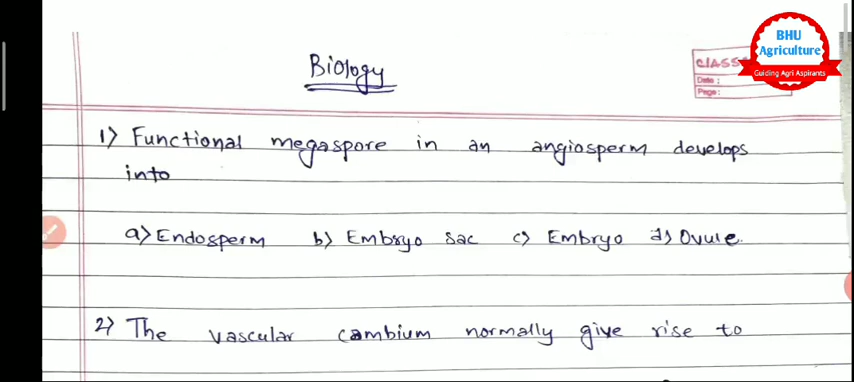 BHU
Agriculture
Guiding Agri Aspirants
Biology
Date :
Page :
1) Functional megaspore in an angiosperm develops
into
a) Endosperm b) Embryo sac c) Embryo d) Ovule.
2) The vascular cambium normally give rise to